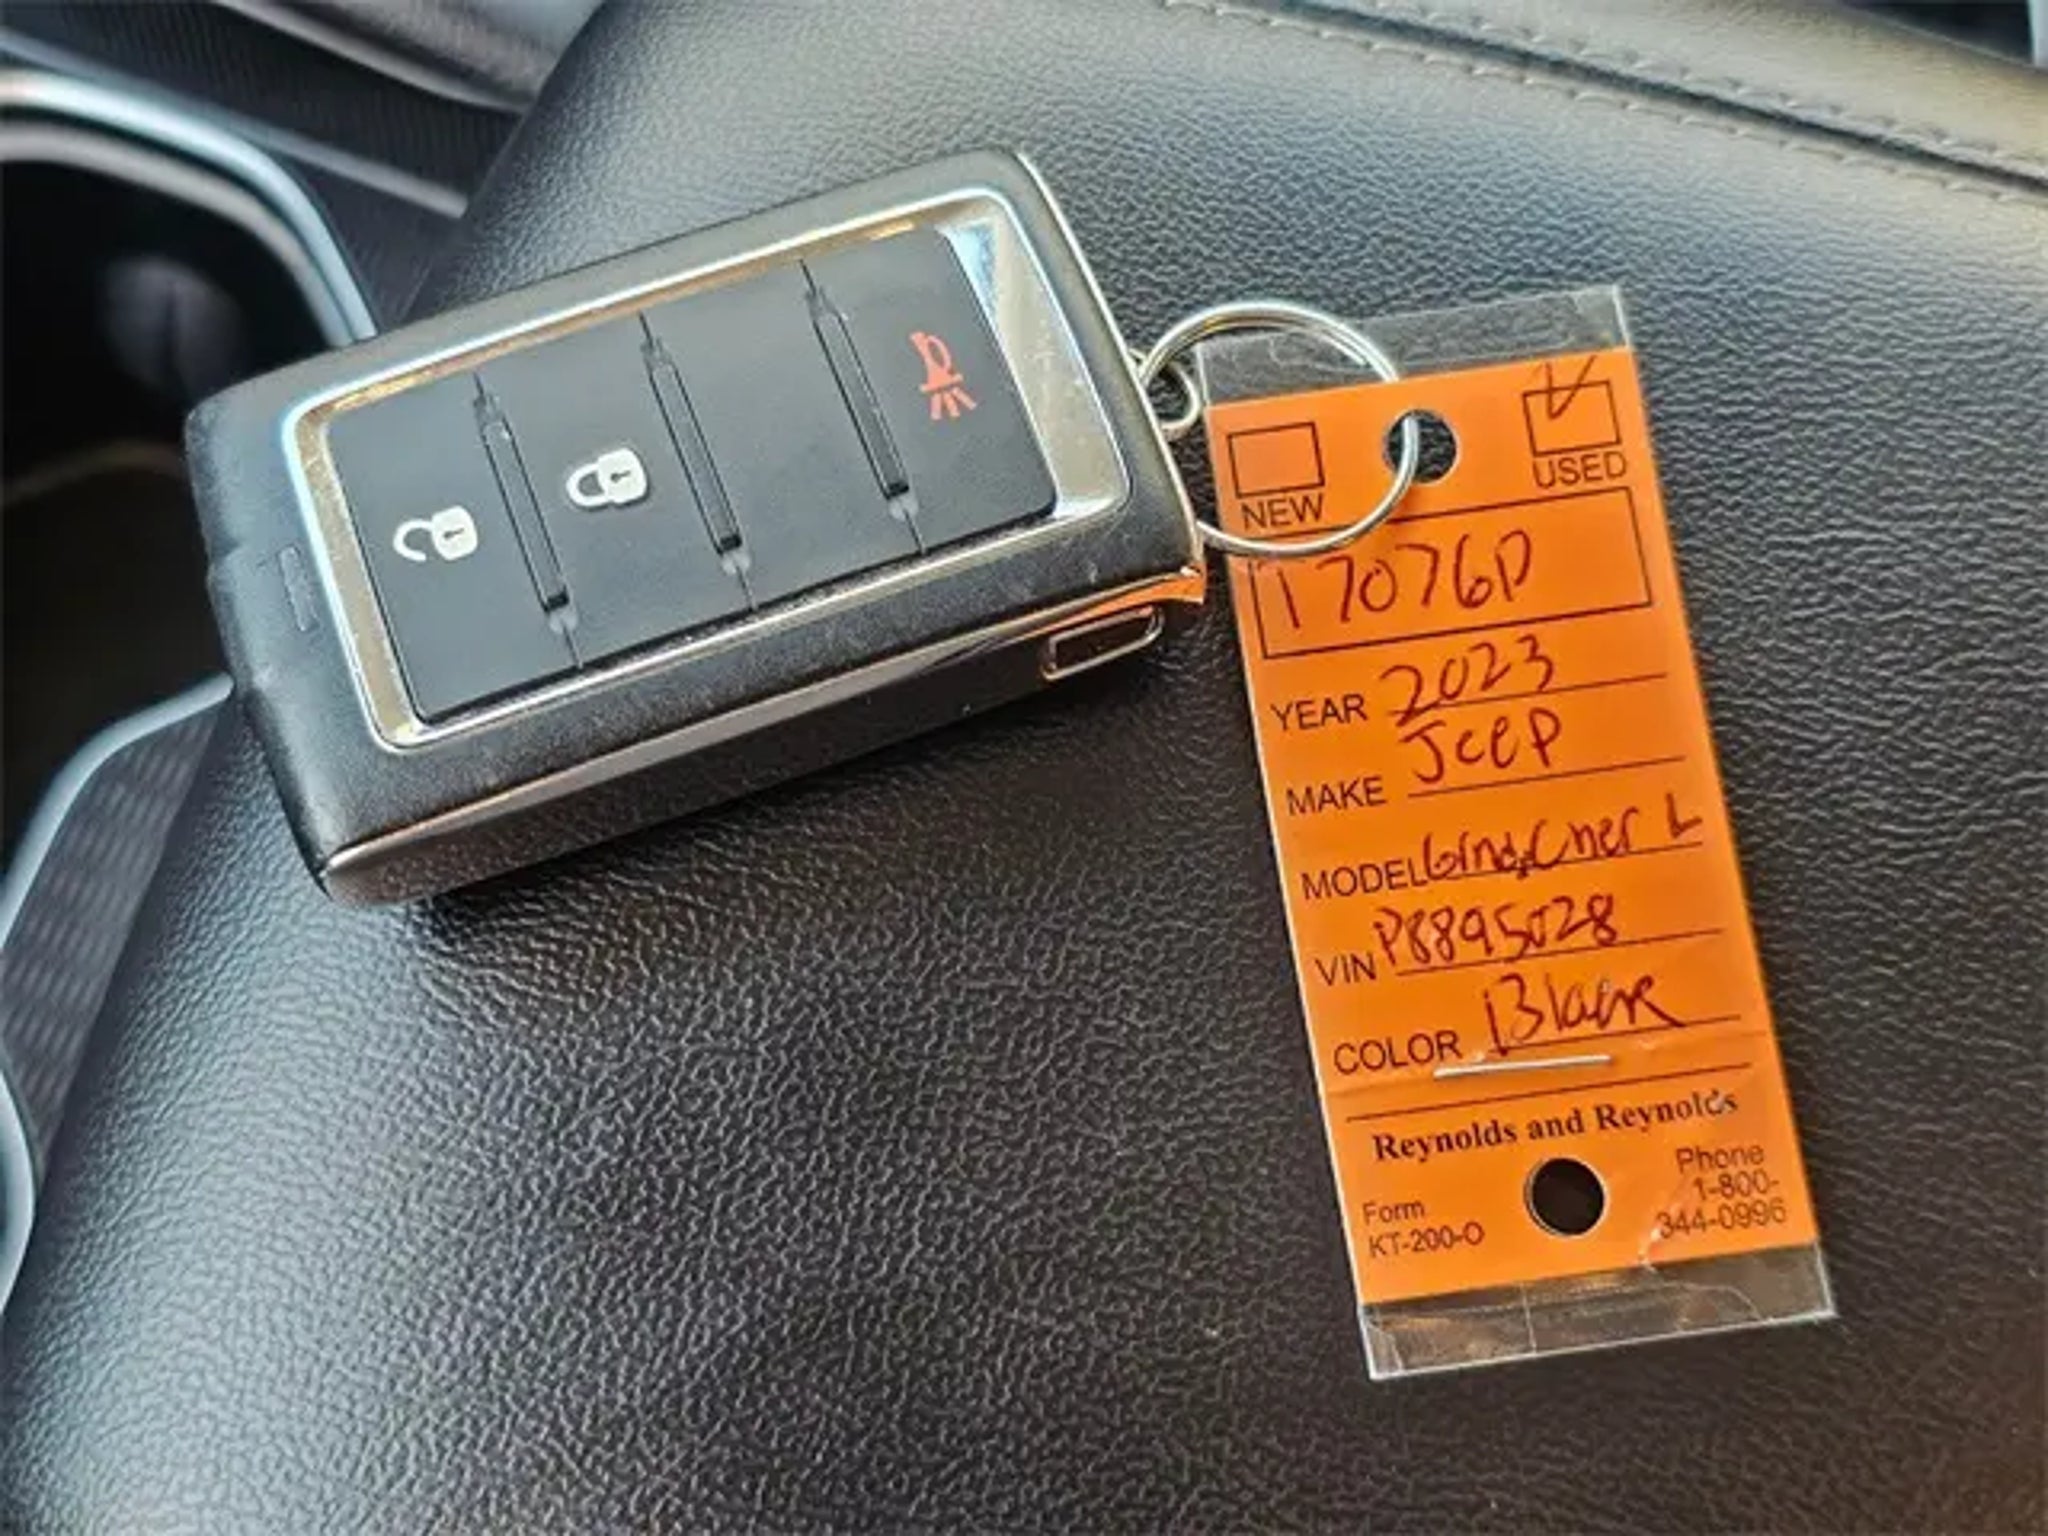 NEW USED
17076P
YEAR 2023
MAKE Jeep
MODEL Grnd Cher L
VIN P8895028
COLOR Black
Reynolds and Reynolds
Form
KT-200-O
Phone
1-800-
344-0996